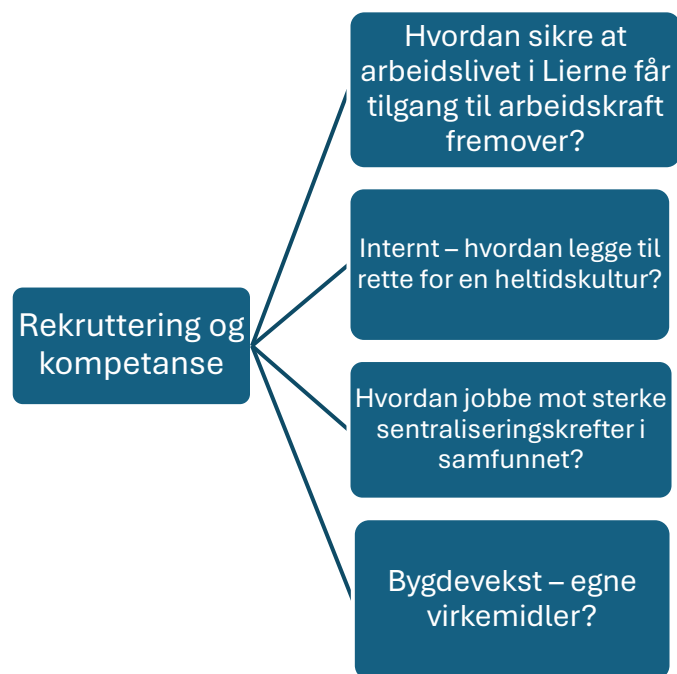 Hvordan sikre at
arbeidslivet i Lierne får
tilgang til arbeidskraft
fremover?
Internt – hvordan legge til
rette for en heltidskultur?
Rekruttering og
kompetanse
Hvordan jobbe mot sterke
sentraliseringskrefter i
samfunnet?
Bygdevekst – egne
virkemidler?